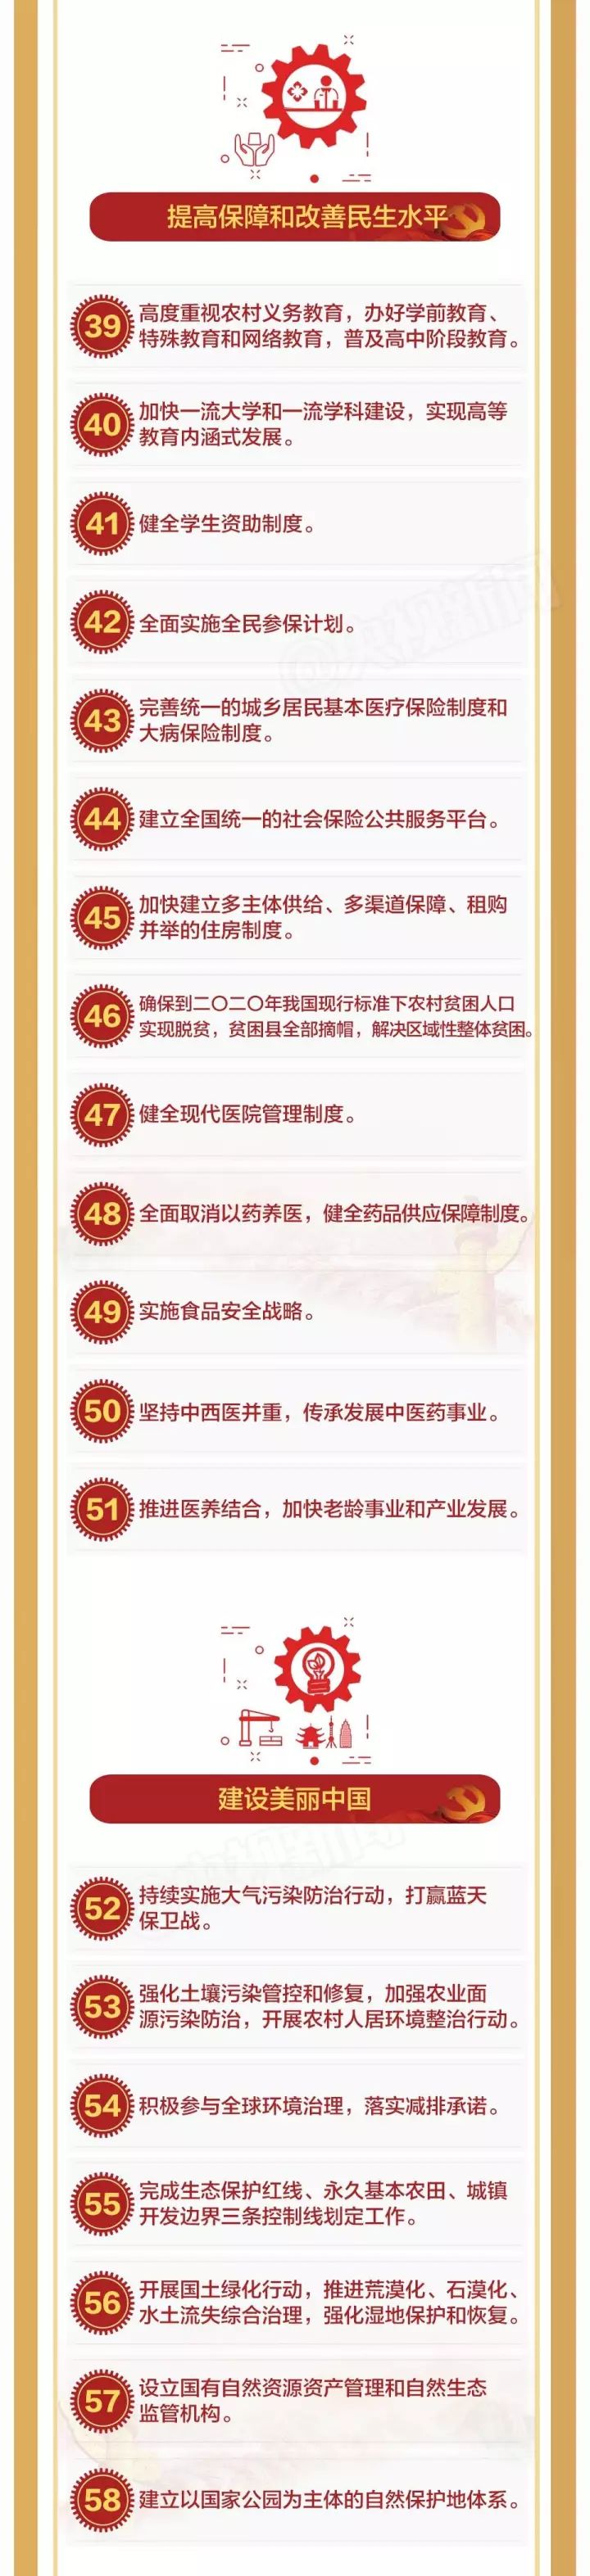 提高保障和改善民生水平
39
高度重视农村义务教育，办好学前教育、
特殊教育和网络教育，普及高中阶段教育。
40
加快一流大学和一流学科建设，实现高等
教育内涵式发展。
41
健全学生资助制度。
@央视新闻
42
全面实施全民参保计划。
43
完善统一的城乡居民基本医疗保险制度和
大病保险制度。
44
建立全国统一的社会保险公共服务平台。
45
加快建立多主体供给、多渠道保障、租购
并举的住房制度。
46
确保到二〇二〇年我国现行标准下农村贫困人口
实现脱贫，贫困县全部摘帽，解决区域性整体贫困。
47
健全现代医院管理制度。
48
全面取消以药养医，健全药品供应保障制度。
49
实施食品安全战略。
50
坚持中西医并重，传承发展中医药事业。
51
推进医养结合，加快老龄事业和产业发展。
建设美丽中国
@央视新闻
52
持续实施大气污染防治行动，打赢蓝天
保卫战。
53
强化土壤污染管控和修复，加强农业面
源污染防治，开展农村人居环境整治行动。
54
积极参与全球环境治理，落实减排承诺。
55
完成生态保护红线、永久基本农田、城镇
开发边界三条控制线划定工作。
56
开展国土绿化行动，推进荒漠化、石漠化、
水土流失综合治理，强化湿地保护和恢复。
57
设立国有自然资源资产管理和自然生态
监管机构。
58
建立以国家公园为主体的自然保护地体系。